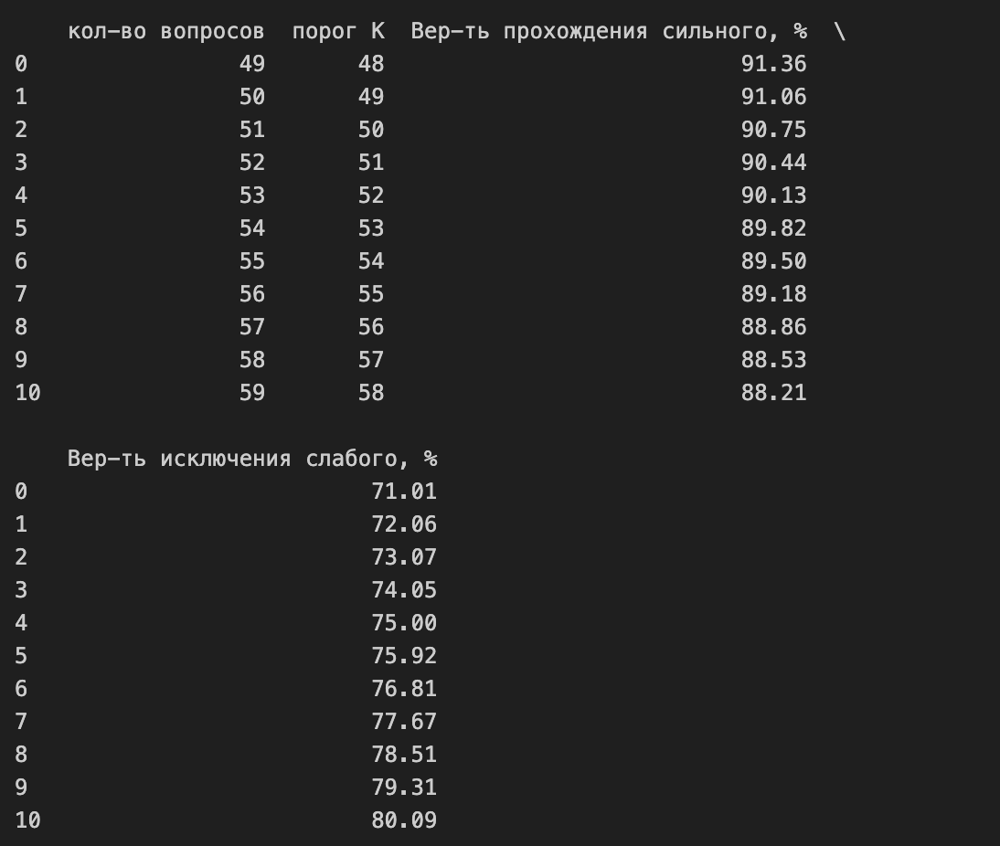 кол-во вопросов порог K Вер-ть прохождения сильного, % \
0 49 48 91.36
1 50 49 91.06
2 51 50 90.75
3 52 51 90.44
4 53 52 90.13
5 54 53 89.82
6 55 54 89.50
7 56 55 89.18
8 57 56 88.86
9 58 57 88.53
10 59 58 88.21
Вер-ть исключения слабого, %
0 71.01
1 72.06
2 73.07
3 74.05
4 75.00
5 75.92
6 76.81
7 77.67
8 78.51
9 79.31
10 80.09